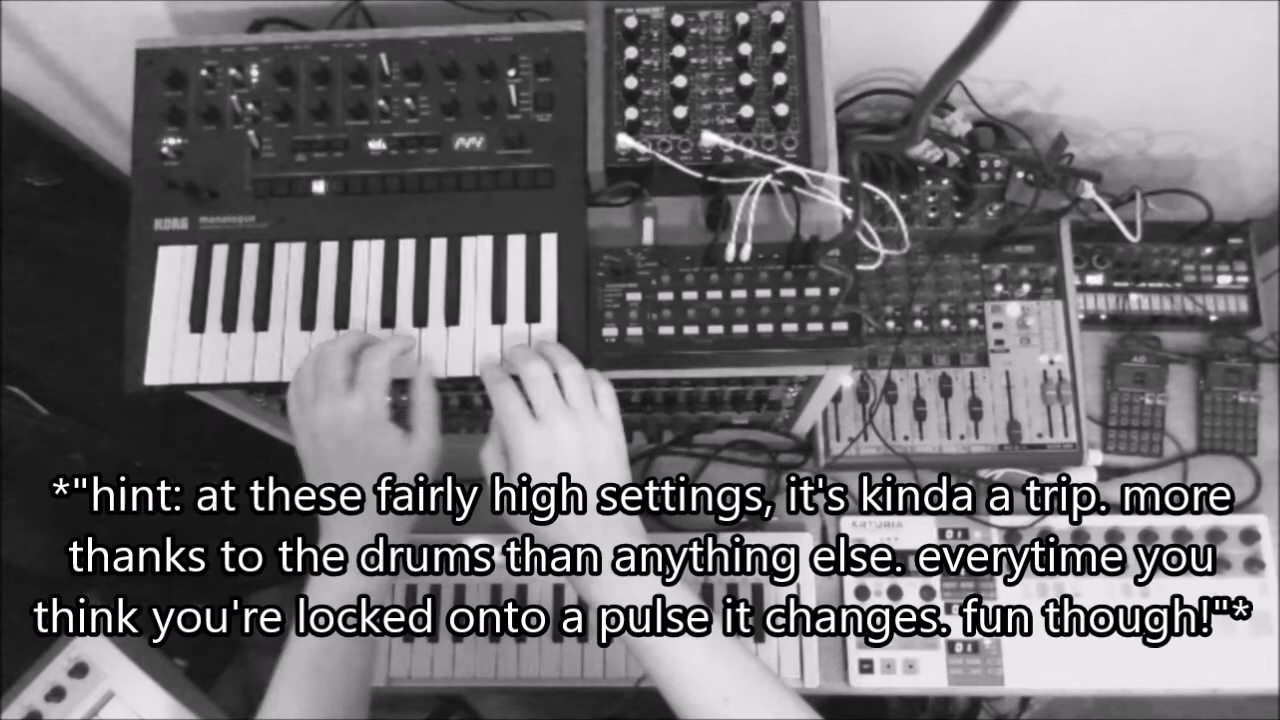 KORG monologue
ARTURIA
*"hint: at these fairly high settings, it's kinda a trip. more
thanks to the drums than anything else. everytime you
think you're locked onto a pulse it changes. fun though!"*